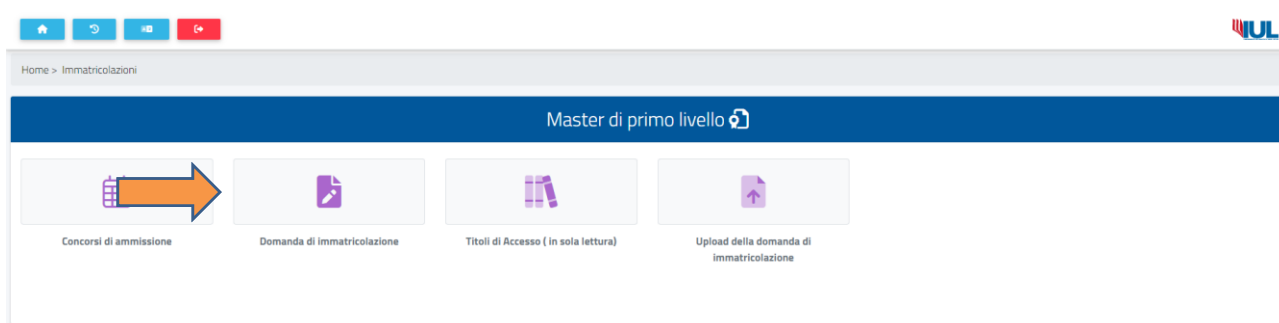 IUL
Home > Immatricolazioni
Master di primo livello
Concorsi di ammissione
Domanda di immatricolazione
Titoli di Accesso ( in sola lettura)
Upload della domanda di
immatricolazione